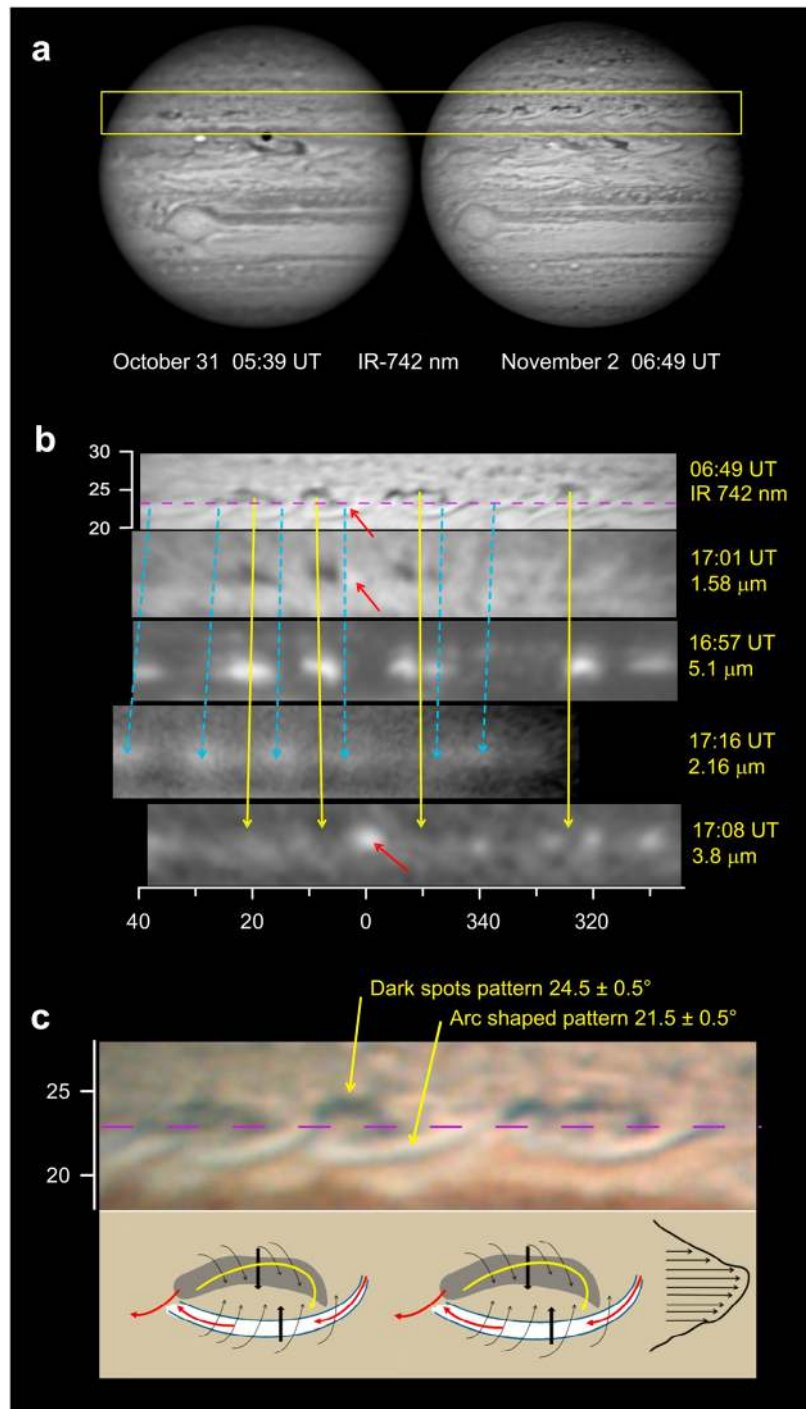 a
October 31 05:39 UT IR-742 nm November 2 06:49 UT
b
30
25
20
06:49 UT
IR 742 nm
17:01 UT
1.58 μm
16:57 UT
5.1 μm
17:16 UT
2.16 μm
17:08 UT
3.8 μm
40 20 0 340 320
c
Dark spots pattern 24.5 ± 0.5°
Arc shaped pattern 21.5 ± 0.5°
25
20